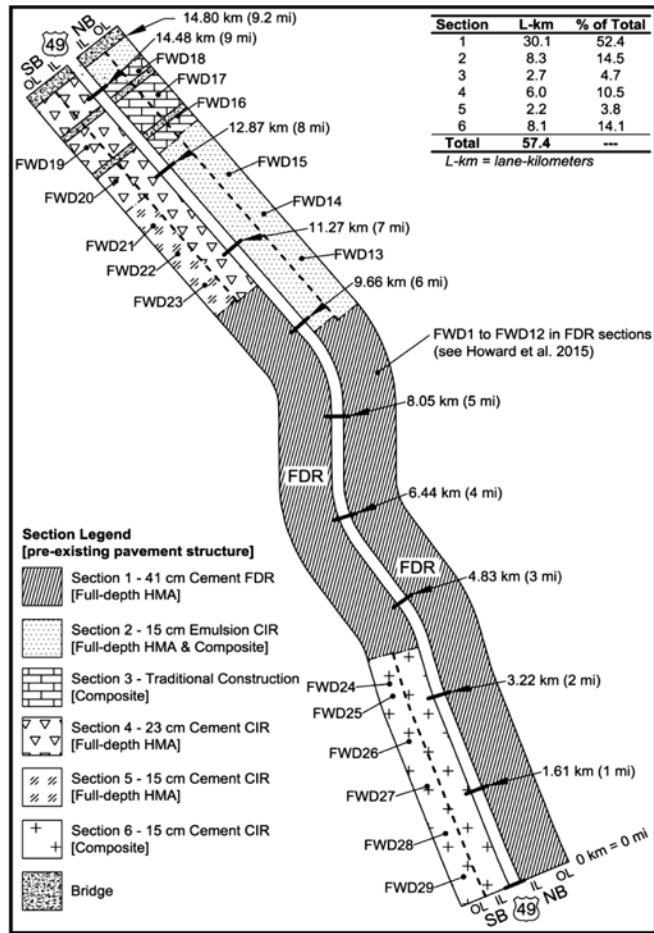 SB 49 NB
OL IL IL OL
14.80 km (9.2 mi)
14.48 km (9 mi)
FWD18
FWD17
FWD16
12.87 km (8 mi)
FWD15
FWD14
11.27 km (7 mi)
FWD13
9.66 km (6 mi)
FWD19
FWD20
FWD21
FWD22
FWD23
Section L-km % of Total
1 30.1 52.4
2 8.3 14.5
3 2.7 4.7
4 6.0 10.5
5 2.2 3.8
6 8.1 14.1
Total 57.4 ---
L-km = lane-kilometers
FWD1 to FWD12 in FDR sections
(see Howard et al. 2015)
8.05 km (5 mi)
FDR
6.44 km (4 mi)
FDR
4.83 km (3 mi)
3.22 km (2 mi)
1.61 km (1 mi)
0 km = 0 mi
FWD24
FWD25
FWD26
FWD27
FWD28
FWD29
OL IL IL OL
SB 49 NB
Section Legend
[pre-existing pavement structure]
Section 1 - 41 cm Cement FDR
[Full-depth HMA]
Section 2 - 15 cm Emulsion CIR
[Full-depth HMA & Composite]
Section 3 - Traditional Construction
[Composite]
Section 4 - 23 cm Cement CIR
[Full-depth HMA]
Section 5 - 15 cm Cement CIR
[Full-depth HMA]
Section 6 - 15 cm Cement CIR
[Composite]
Bridge